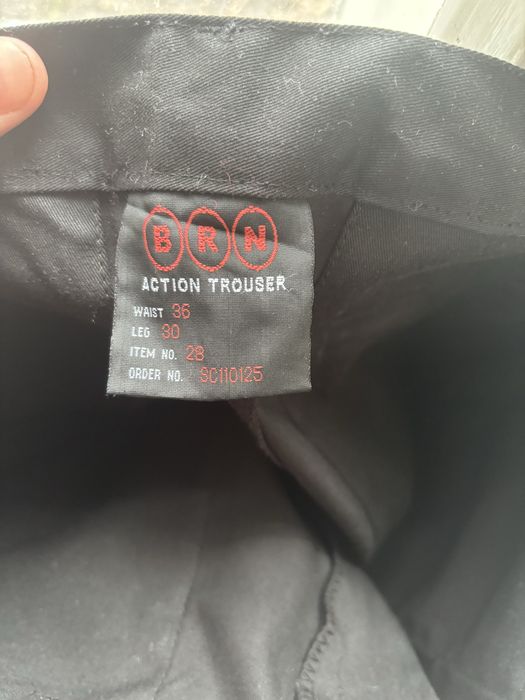 BRN
ACTION TROUSER
WAIST 36
LEG 30
ITEM NO. 28
ORDER NO. SC110125